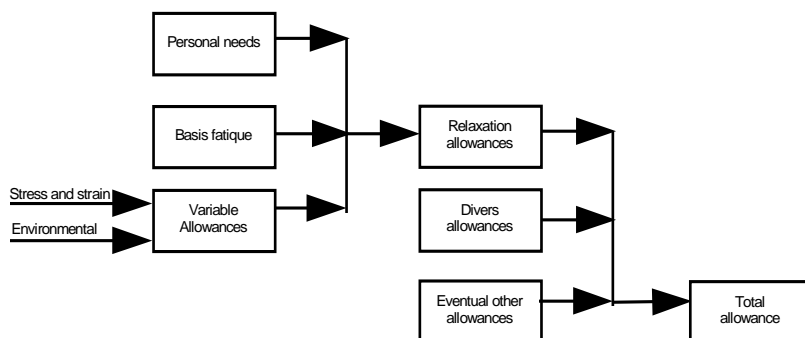 Personal needs
Basis fatique
Relaxation
allowances
Stress and strain
Environmental
Variable
Allowances
Divers
allowances
Eventual other
allowances
Total
allowance